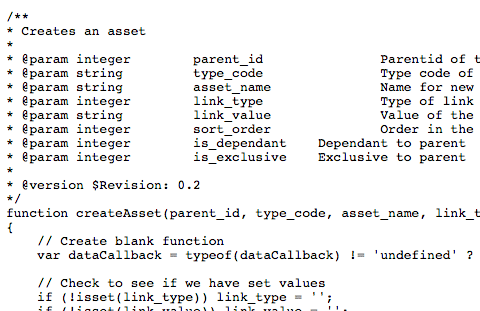 /**
* Creates an asset
*
* @param integer parent_id Parentid of
* @param string type_code Type code of
* @param string asset_name Name for new
* @param integer link_type Type of link
* @param string link_value Value of the
* @param integer sort_order Order in the
* @param integer is_dependant Dependant to parent
* @param integer is_exclusive Exclusive to parent
*
* @version $Revision: 0.2
*/
function createAsset(parent_id, type_code, asset_name, link_t
{
// Create blank function
var dataCallback = typeof(dataCallback) != 'undefined' ?
// Check to see if we have set values
if (!isset(link_type)) link_type = '';
if (!isset(link_value)) link_value = '';